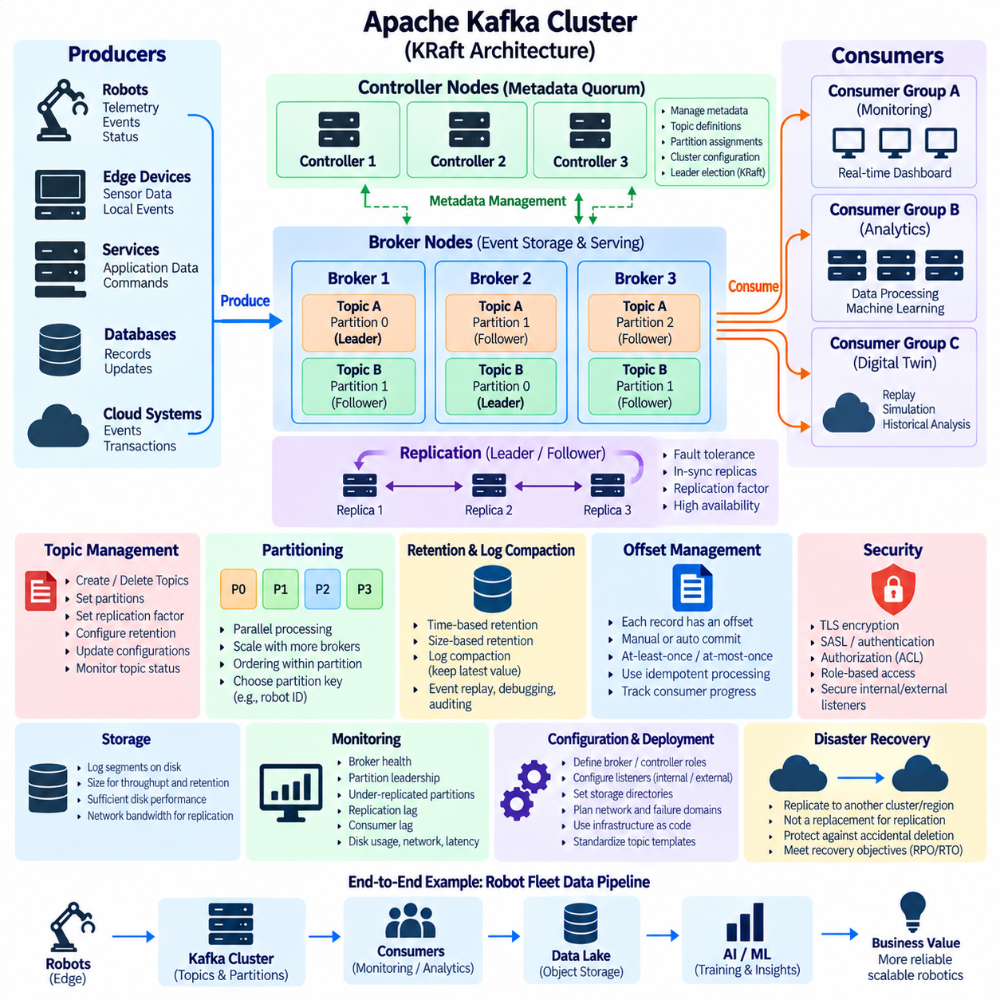 Apache Kafka Cluster
(KRaft Architecture)
Producers
Robots
Telemetry
Events
Status
Edge Devices
Sensor Data
Local Events
Services
Application Data
Commands
Databases
Records
Updates
Cloud Systems
Events
Transactions
Produce
Controller Nodes (Metadata Quorum)
Controller 1
Controller 2
Controller 3
Manage metadata
Topic definitions
Partition assignments
Cluster configuration
Leader election (KRaft)
Metadata Management
Broker Nodes (Event Storage & Serving)
Broker 1
Topic A
Partition 0
(Leader)
Topic B
Partition 1
(Follower)
Broker 2
Topic A
Partition 1
(Follower)
Topic B
Partition 0
(Leader)
Broker 3
Topic A
Partition 2
(Follower)
Topic B
Partition 1
(Follower)
Consume
Consumers
Consumer Group A
(Monitoring)
Real-time Dashboard
Consumer Group B
(Analytics)
Data Processing
Machine Learning
Consumer Group C
(Digital Twin)
Replay
Simulation
Historical Analysis
Replication (Leader / Follower)
Replica 1
Replica 2
Replica 3
Fault tolerance
In-sync replicas
Replication factor
High availability
Topic Management
Create / Delete Topics
Set partitions
Set replication factor
Configure retention
Update configurations
Monitor topic status
Partitioning
P0
P1
P2
P3
Parallel processing
Scale with more brokers
Ordering within partition
Choose partition key
(e.g., robot ID)
Retention & Log Compaction
Time-based retention
Size-based retention
Log compaction
(keep latest value)
Event replay, debugging,
auditing
Offset Management
Each record has an offset
Manual or auto commit
At-least-once / at-most-once
Use idempotent processing
Track consumer progress
Security
TLS encryption
SASL / authentication
Authorization (ACL)
Role-based access
Secure internal/external
listeners
Storage
Log segments on disk
Size for throughpt and retention
Sufficient disk performance
Network bandwidth for replication
Monitoring
Broker health
Partition leadership
Under-replicated partitions
Replication lag
Consumer lag
Disk usage, network, latency
Configuration & Deployment
Define broker / controller roles
Configure listeners (internal / external)
Set storage directories
Plan network and failure domains
Use infrastructure as code
Standardize topic templates
Disaster Recovery
Replicate to another cluster/region
Not a replacement for replication
Protect against accidental deletion
Meet recovery objectives (RPO/RTO)
End-to-End Example: Robot Fleet Data Pipeline
Robots
(Edge)
Kafka Cluster
(Topics & Partitions)
Consumers
(Monitoring / Analytics)
Data Lake
(Object Storage)
AI / ML
(Training & Insights)
Business Value
More reliable
scalable robotics